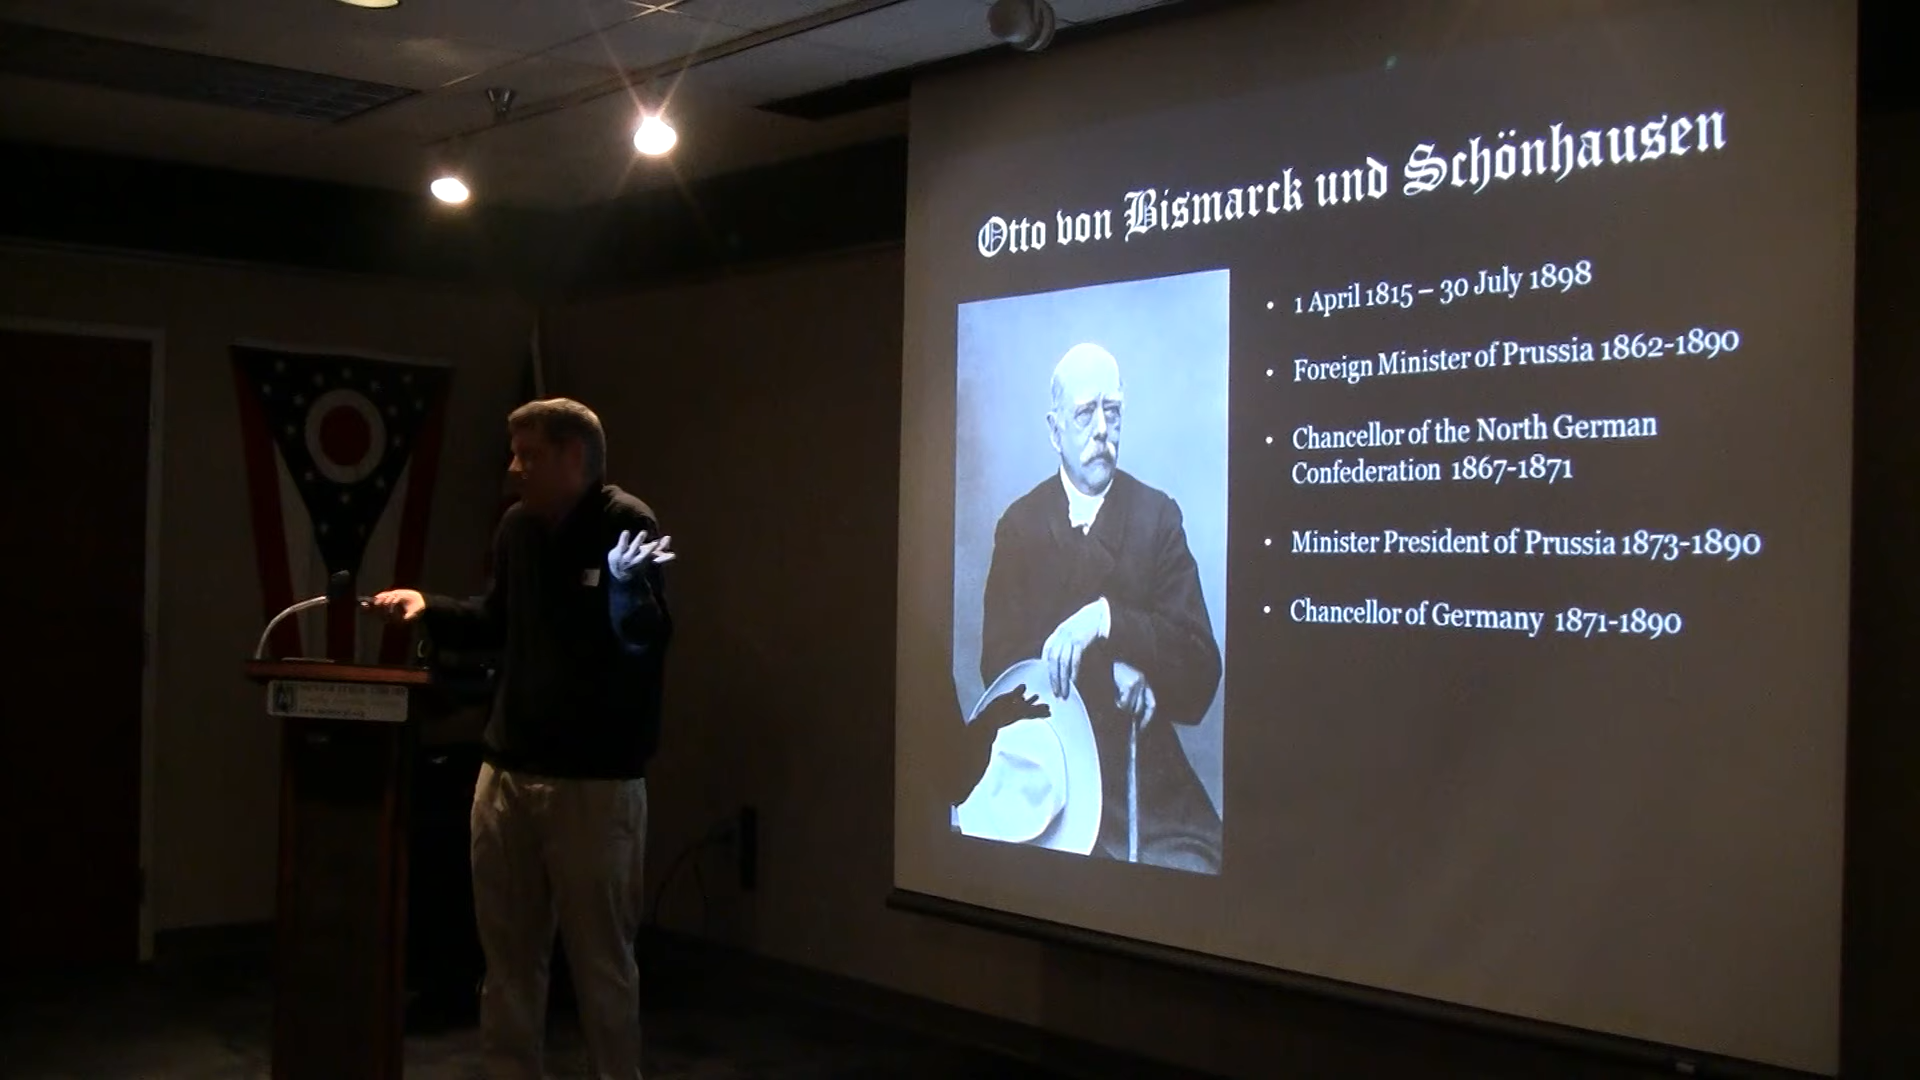 Otto von Bismarck und Schönhausen
• 1 April 1815 – 30 July 1898
• Foreign Minister of Prussia 1862-1890
• Chancellor of the North German
Confederation 1867-1871
• Minister President of Prussia 1873-1890
• Chancellor of Germany 1871-1890